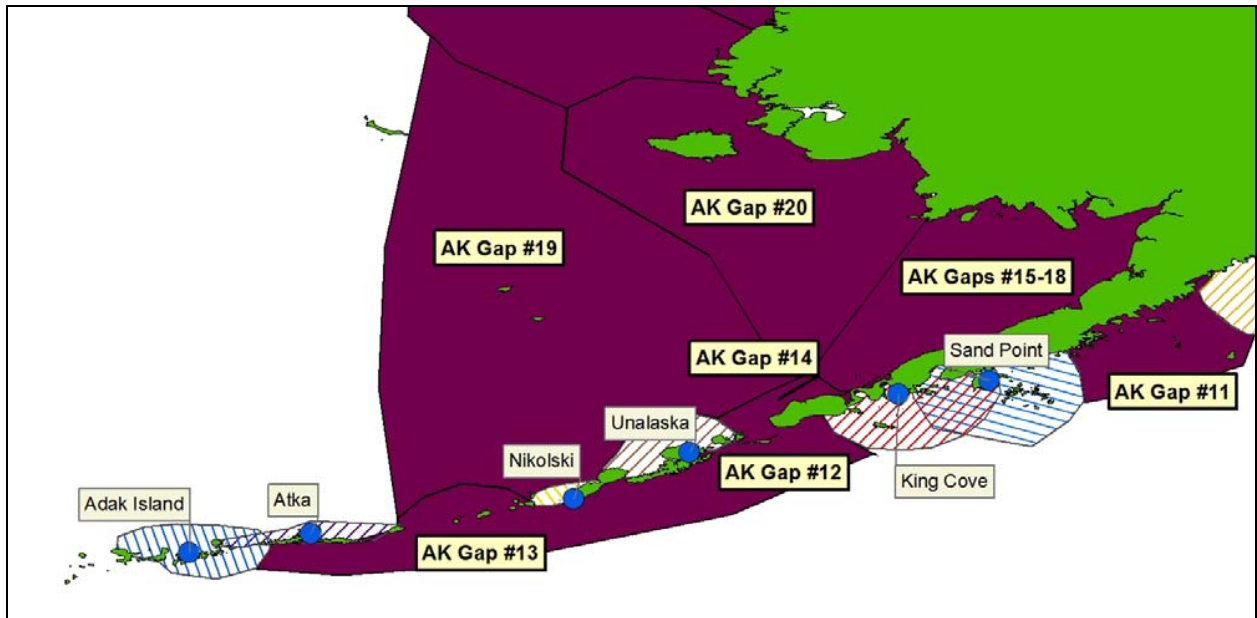 AK Gap #20
AK Gap #19
AK Gaps #15-18
AK Gap #14
Sand Point
AK Gap #11
Unalaska
Nikolski
AK Gap #12
King Cove
Adak Island
Atka
AK Gap #13